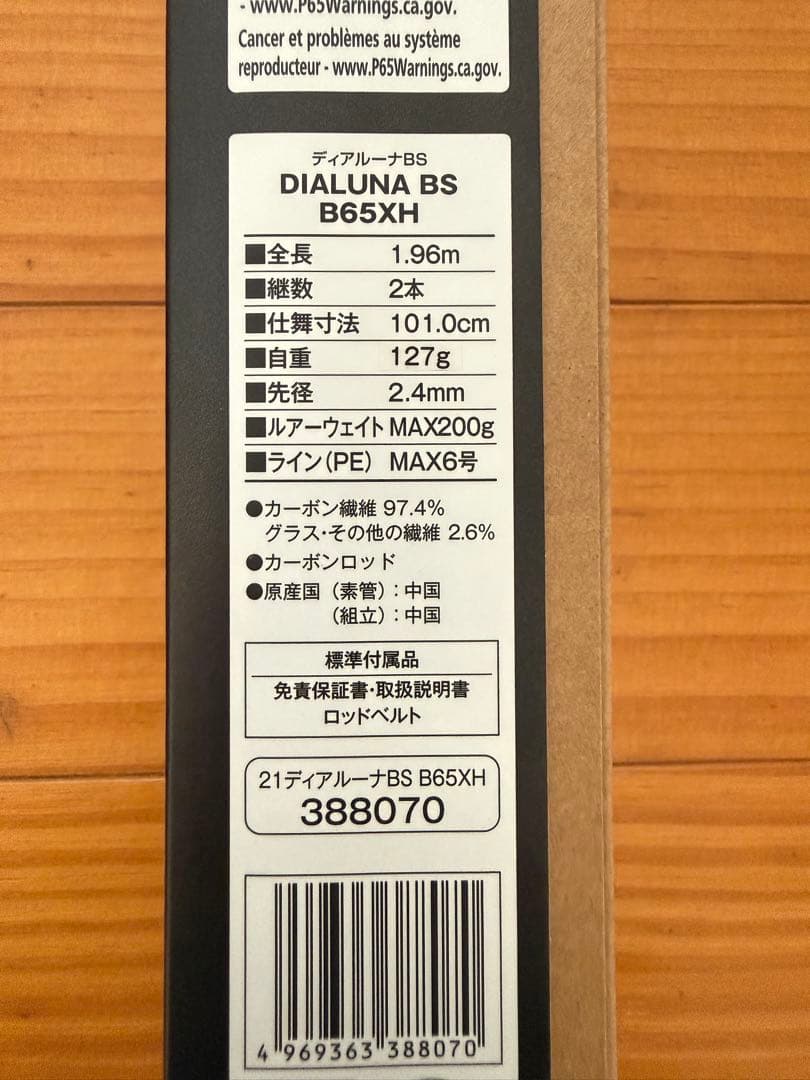 - www.P65Warnings.ca.gov.
Cancer et problèmes au système
reproducteur - www.P65Warnings.ca.gov.
ディアルーナBS
DIALUNA BS
B65XH
■全長 1.96m
■継数 2本
■仕舞寸法 101.0cm
■自重 127g
■先径 2.4mm
■ルアーウェイト MAX200g
■ライン(PE) MAX6号
●カーボン繊維 97.4%
グラス・その他の繊維 2.6%
●カーボンロッド
●原産国(素管):中国
(組立):中国
標準付属品
免責保証書・取扱説明書
ロッドベルト
21ディアルーナBS B65XH
388070
4 969363 388070